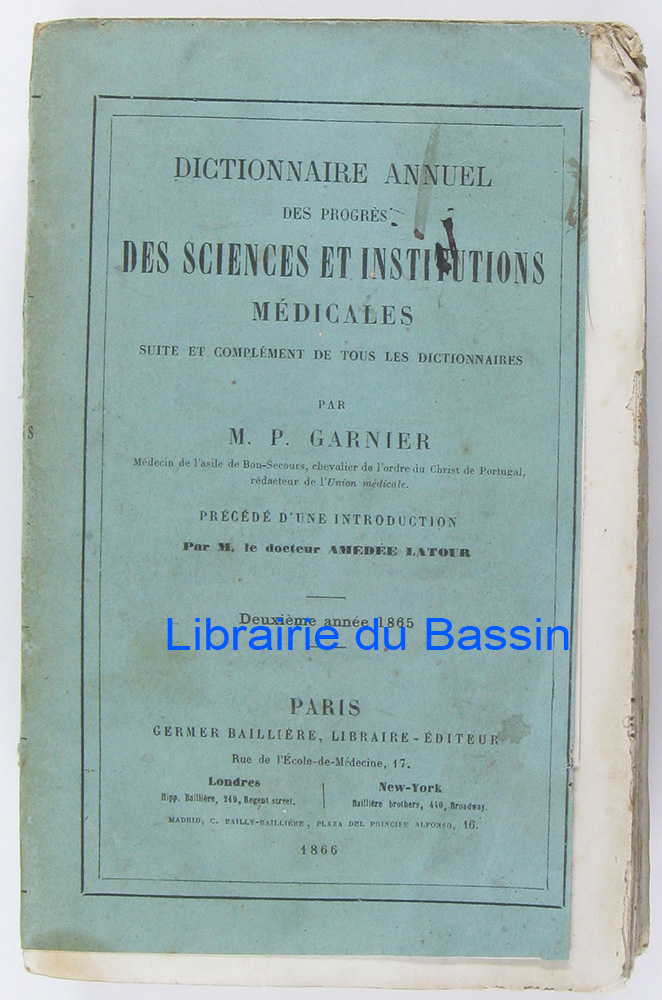 DICTIONNAIRE ANNUEL
DES PROGRÈS
DES SCIENCES ET INSTITUTIONS
MÉDICALES
SUITE ET COMPLÉMENT DE TOUS LES DICTIONNAIRES
PAR
M. P. GARNIER
Médecin de l'asile de Bon-Secours, chevalier de l'ordre du Christ de Portugal,
rédacteur de l'Union médicale.
PRÉCÉDÉ D'UNE INTRODUCTION
Par M. le docteur AMEDÉE LATOUR
Deuxième année 1865
Librairie du Bassin
PARIS
GERMER BAILLIÈRE, LIBRAIRE-ÉDITEUR
Rue de l'École-de-Médecine, 17.
Londres
Hipp. Baillière, 219, Regent street.
New-York
Baillière brothers, 440, Broadway.
MADRID, C. BAILLY-BAILLIÈRE, PLAZA DEL PRINCIPE ALFONSO, 16.
1866